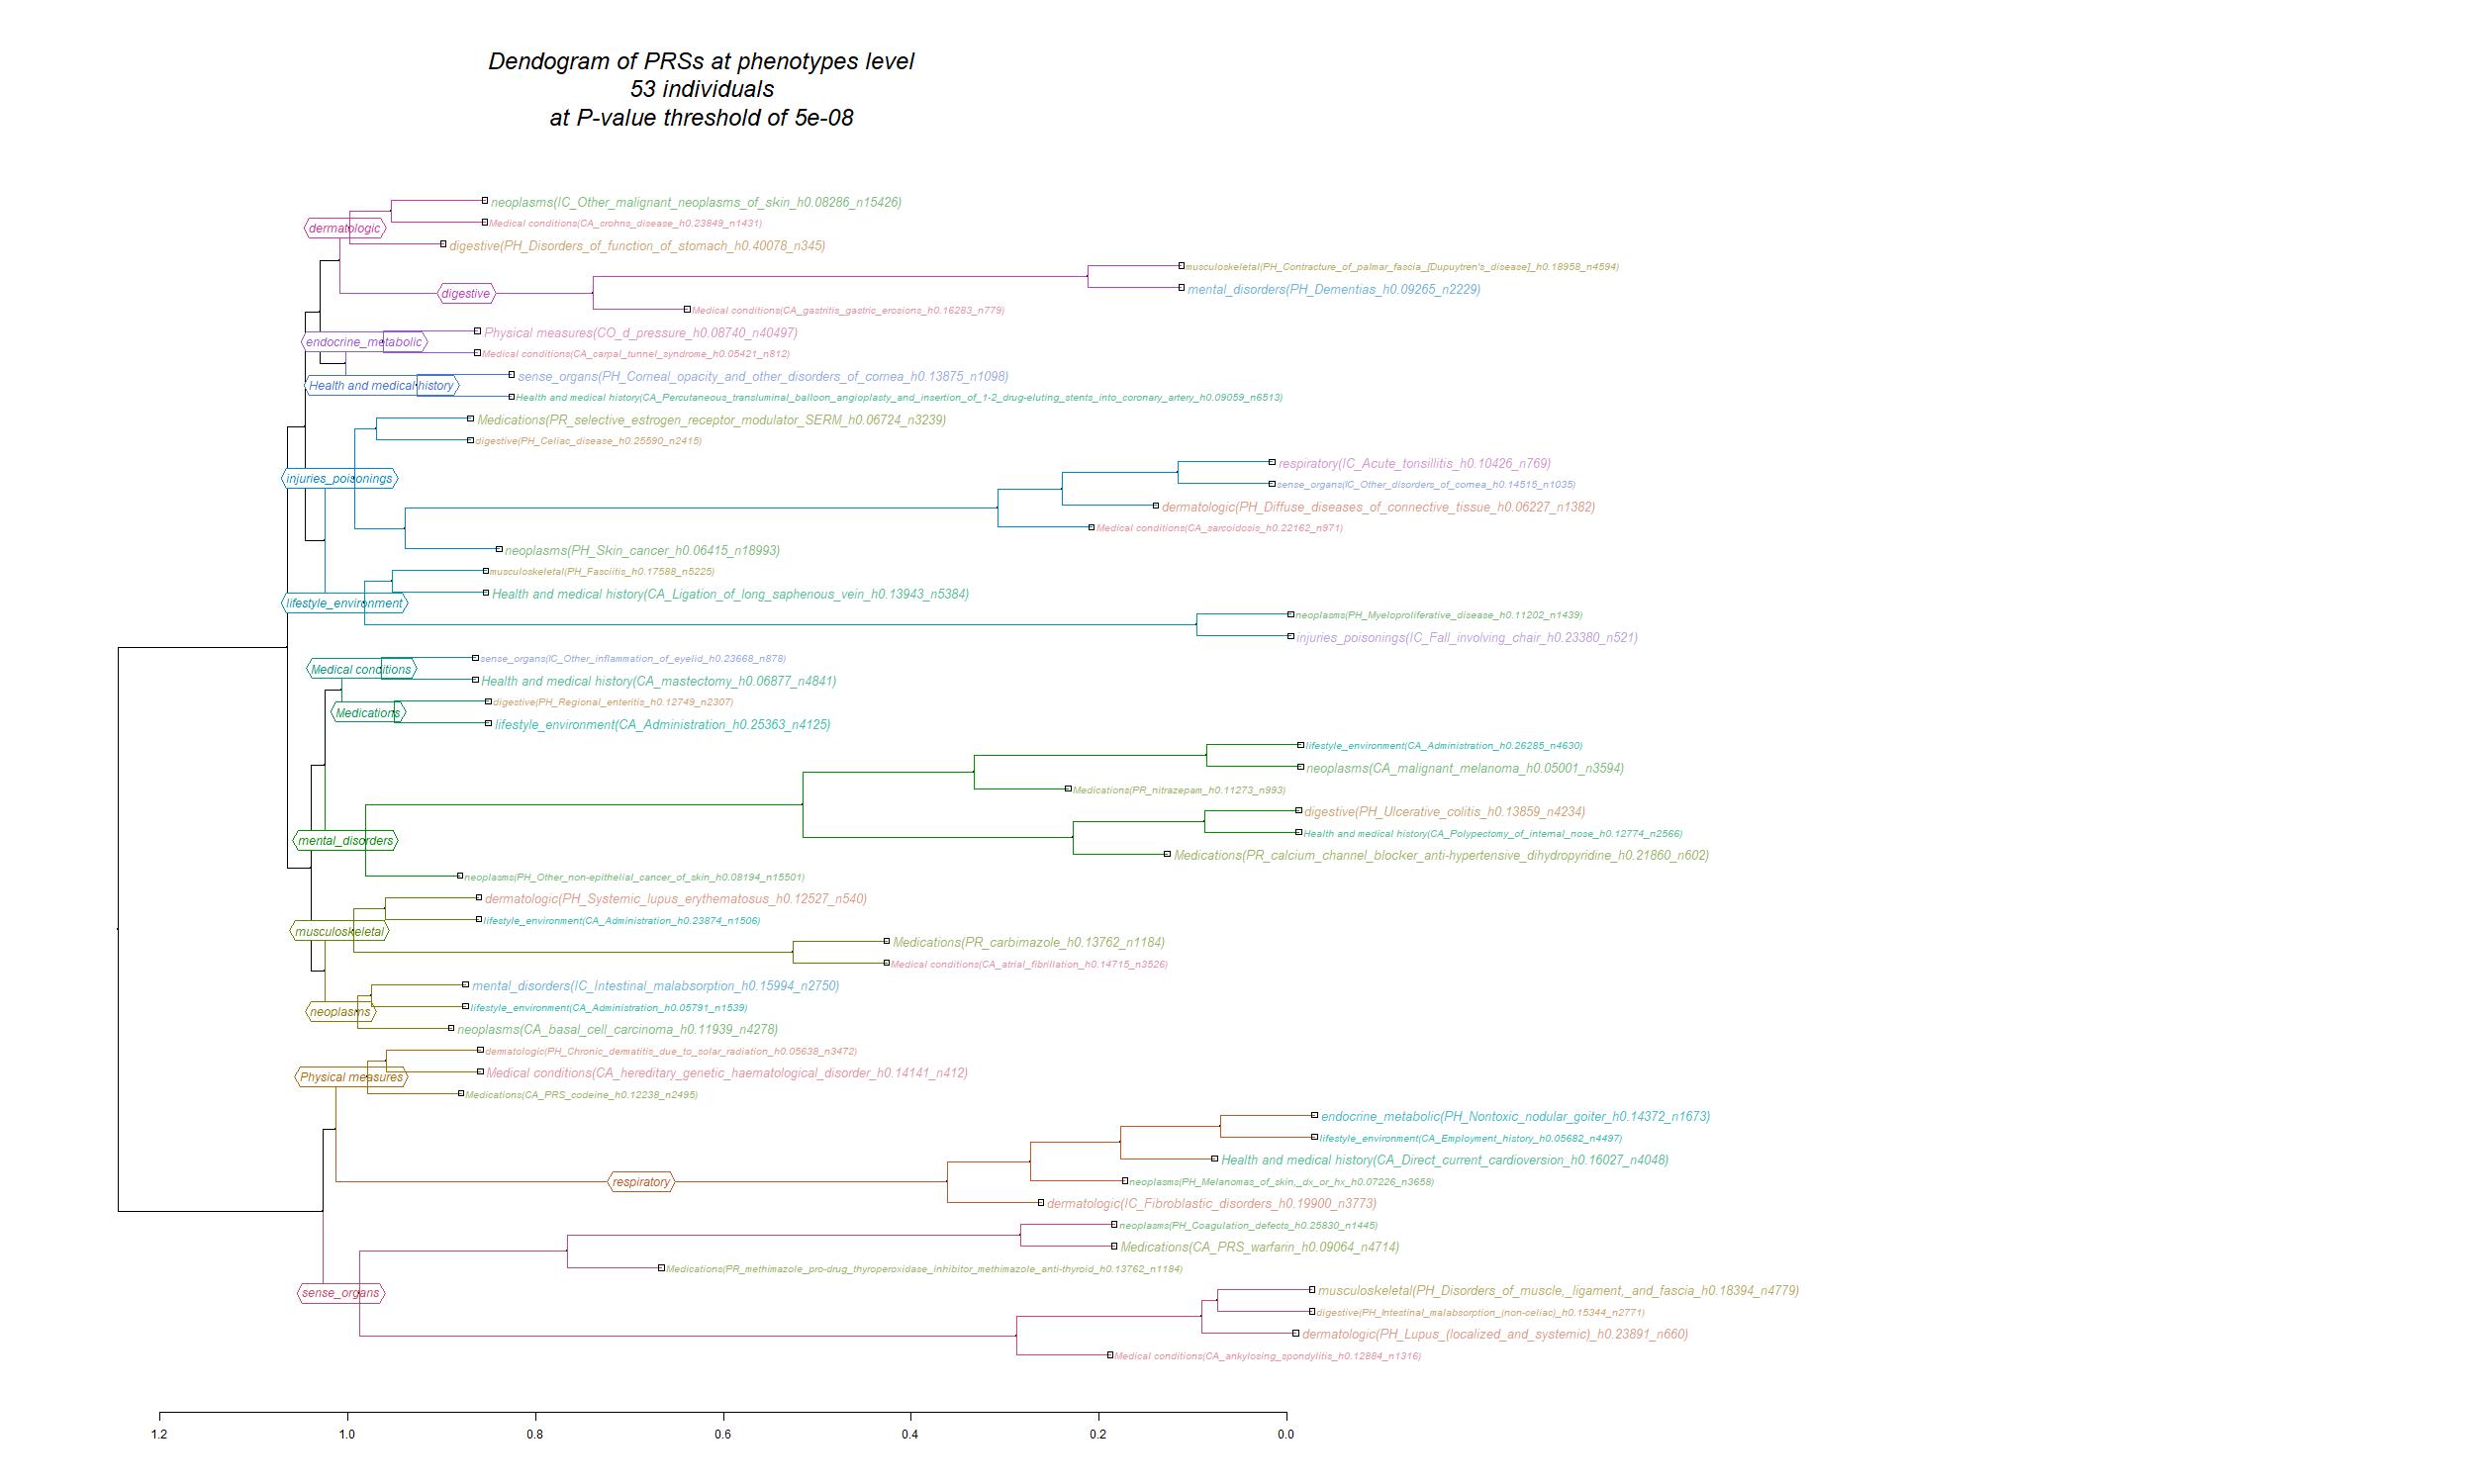 Dendogram of PRSs at phenotypes level
53 individuals
at P-value threshold of 5e-08
neoplasms(IC_Other_malignant_neoplasms_of_skin_h0.08286_n15426)
Medical conditions(CA_crohns_disease_h0.23849_n1431)
dermatologic
digestive(PH_Disorders_of_function_of_stomach_h0.40078_n345)
musculoskeletal(PH_Contracture_of_palmar_fascia_[Dupuytren's_disease]_h0.18958_n4594)
mental_disorders(PH_Dementias_h0.09265_n2229)
digestive
Medical conditions(CA_gastritis_gastric_erosions_h0.16283_n779)
Physical measures(CO_d_pressure_h0.08740_n40497)
endocrine_metabolic
Medical conditions(CA_carpal_tunnel_syndrome_h0.05421_n812)
sense_organs(PH_Corneal_opacity_and_other_disorders_of_cornea_h0.13875_n1098)
Health and medical history
Health and medical history(CA_Percutaneous_transluminal_balloon_angioplasty_and_insertion_of_1-2_drug-eluting_stents_into_coronary_artery_h0.09059_n6513)
Medications(PR_selective_estrogen_receptor_modulator_SERM_h0.06724_n3239)
digestive(PH_Celiac_disease_h0.25590_n2415)
respiratory(IC_Acute_tonsillitis_h0.10426_n769)
injuries_poisonings
sense_organs(IC_Other_disorders_of_cornea_h0.14515_n1035)
dermatologic(PH_Diffuse_diseases_of_connective_tissue_h0.06227_n1382)
Medical conditions(CA_sarcoidosis_h0.22162_n971)
neoplasms(PH_Skin_cancer_h0.06415_n18993)
musculoskeletal(PH_Fasciitis_h0.17588_n5225)
Health and medical history(CA_Ligation_of_long_saphenous_vein_h0.13943_n5384)
lifestyle_environment
neoplasms(PH_Myeloproliferative_disease_h0.11202_n1439)
injuries_poisonings(IC_Fall_involving_chair_h0.23380_n521)
sense_organs(IC_Other_inflammation_of_eyelid_h0.23668_n878)
Medical conditions
Health and medical history(CA_mastectomy_h0.06877_n4841)
digestive(PH_Regional_enteritis_h0.12749_n2307)
Medications
lifestyle_environment(CA_Administration_h0.25363_n4125)
lifestyle_environment(CA_Administration_h0.26285_n4630)
neoplasms(CA_malignant_melanoma_h0.05001_n3594)
Medications(PR_nitrazepam_h0.11273_n993)
digestive(PH_Ulcerative_colitis_h0.13859_n4234)
Health and medical history(CA_Polypectomy_of_internal_nose_h0.12774_n2566)
mental_disorders
Medications(PR_calcium_channel_blocker_anti-hypertensive_dihydropyridine_h0.21860_n602)
neoplasms(PH_Other_non-epithelial_cancer_of_skin_h0.08194_n15501)
dermatologic(PH_Systemic_lupus_erythematosus_h0.12527_n540)
lifestyle_environment(CA_Administration_h0.23874_n1506)
musculoskeletal
Medications(PR_carbimazole_h0.13762_n1184)
Medical conditions(CA_atrial_fibrillation_h0.14715_n3526)
mental_disorders(IC_Intestinal_malabsorption_h0.15994_n2750)
lifestyle_environment(CA_Administration_h0.05791_n1539)
neoplasms
neoplasms(CA_basal_cell_carcinoma_h0.11939_n4278)
dermatologic(PH_Chronic_dermatitis_due_to_solar_radiation_h0.05638_n3472)
Medical conditions(CA_hereditary_genetic_haematological_disorder_h0.14141_n412)
Physical measures
Medications(CA_PRS_codeine_h0.12238_n2495)
endocrine_metabolic(PH_Nontoxic_nodular_goiter_h0.14372_n1673)
lifestyle_environment(CA_Employment_history_h0.05682_n4497)
Health and medical history(CA_Direct_current_cardioversion_h0.16027_n4048)
respiratory
neoplasms(PH_Melanomas_of_skin,_dx_or_hx_h0.07226_n3658)
dermatologic(IC_Fibroblastic_disorders_h0.19900_n3773)
neoplasms(PH_Coagulation_defects_h0.25830_n1445)
Medications(CA_PRS_warfarin_h0.09064_n4714)
Medications(PR_methimazole_pro-drug_thyroperoxidase_inhibitor_methimazole_anti-thyroid_h0.13762_n1184)
sense_organs
musculoskeletal(PH_Disorders_of_muscle,_ligament,_and_fascia_h0.18394_n4779)
digestive(PH_Intestinal_malabsorption_(non-celiac)_h0.15344_n2771)
dermatologic(PH_Lupus_(localized_and_systemic)_h0.23891_n660)
Medical conditions(CA_ankylosing_spondylitis_h0.12884_n1316)
1.2 1.0 0.8 0.6 0.4 0.2 0.0